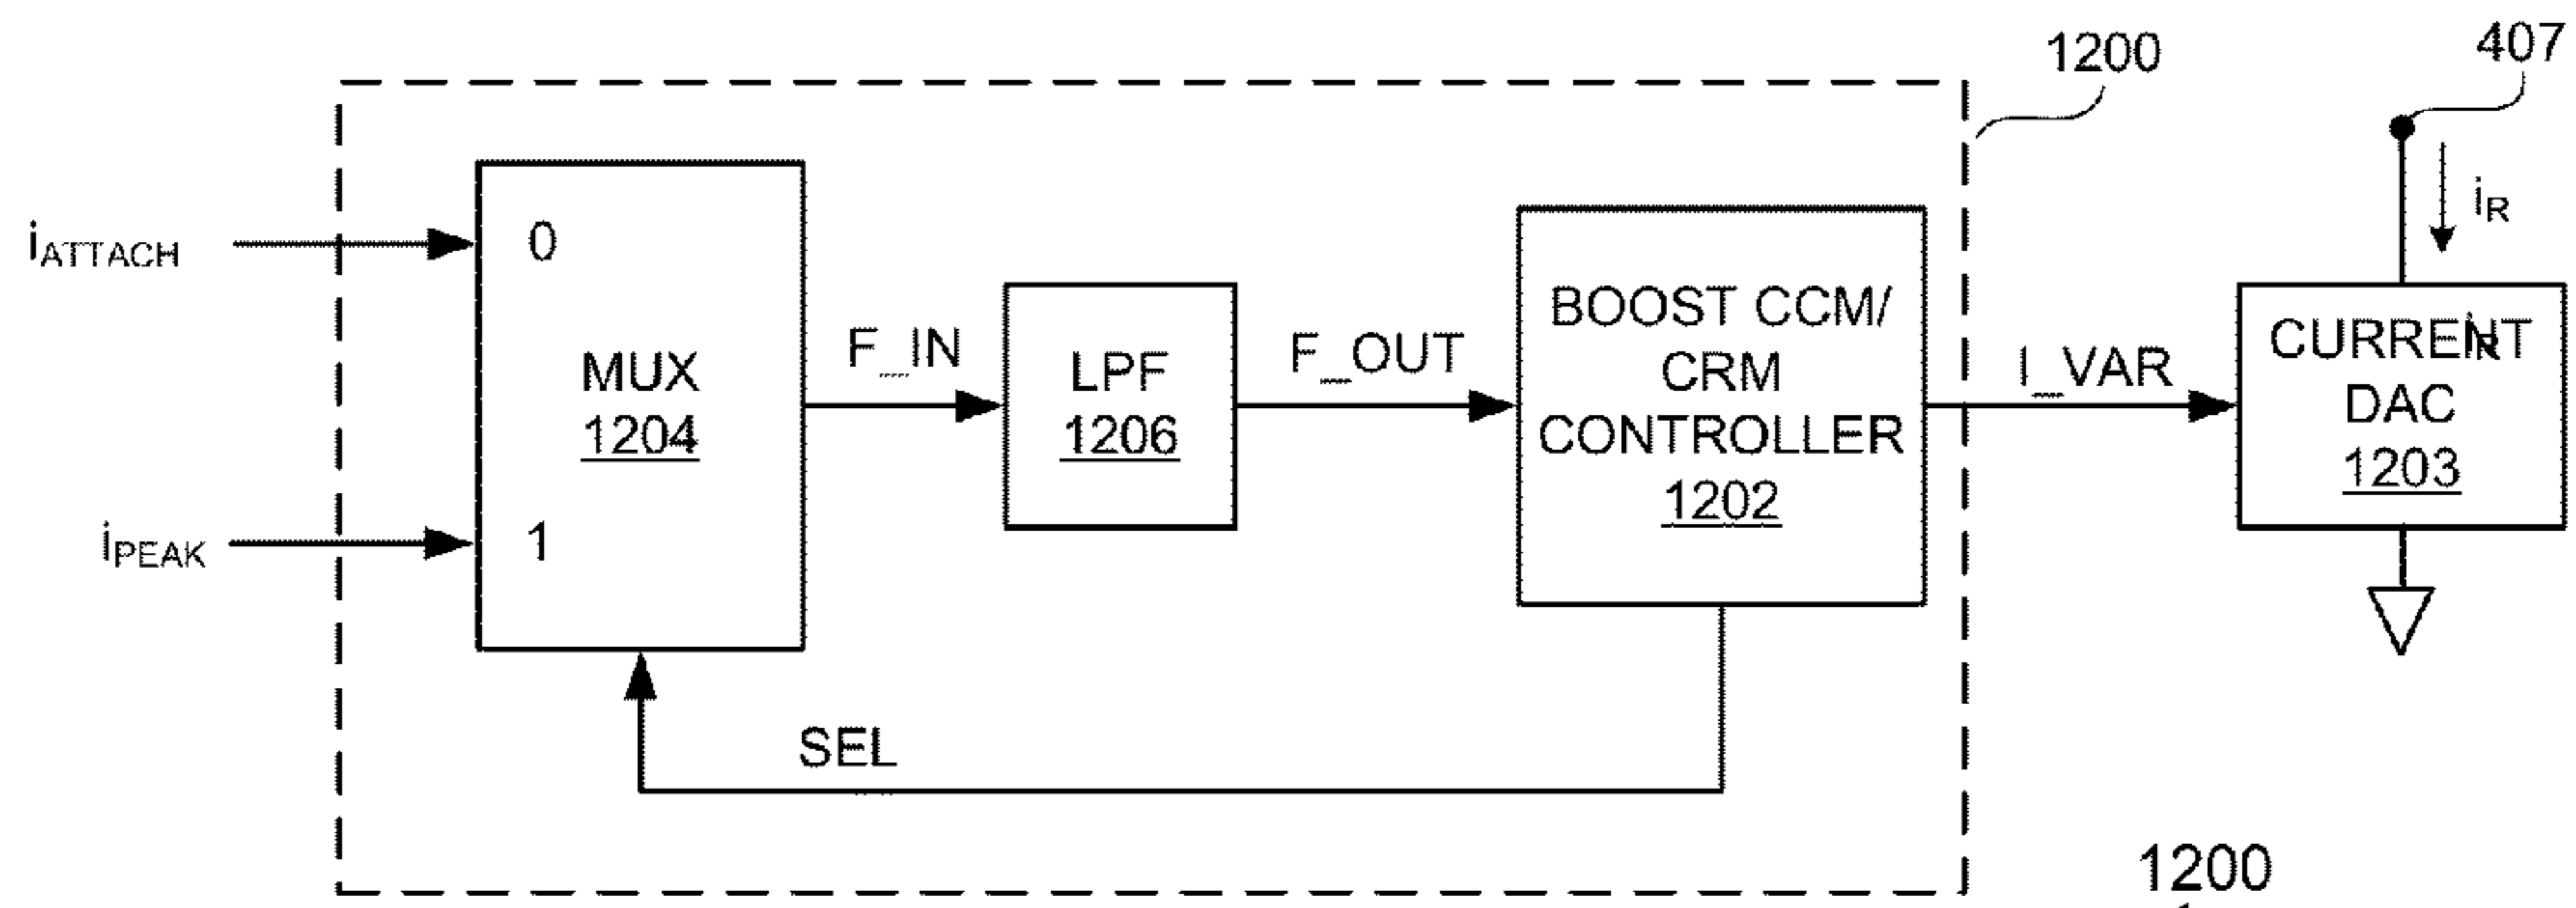 1200
407
iATTACH
0
iR
BOOST CCM/
CRM
CONTROLLER
1202
CURRENT
DAC
1203
MUX
1204
F_IN
LPF
1206
F_OUT
I_VAR
iPEAK
1
SEL
1200